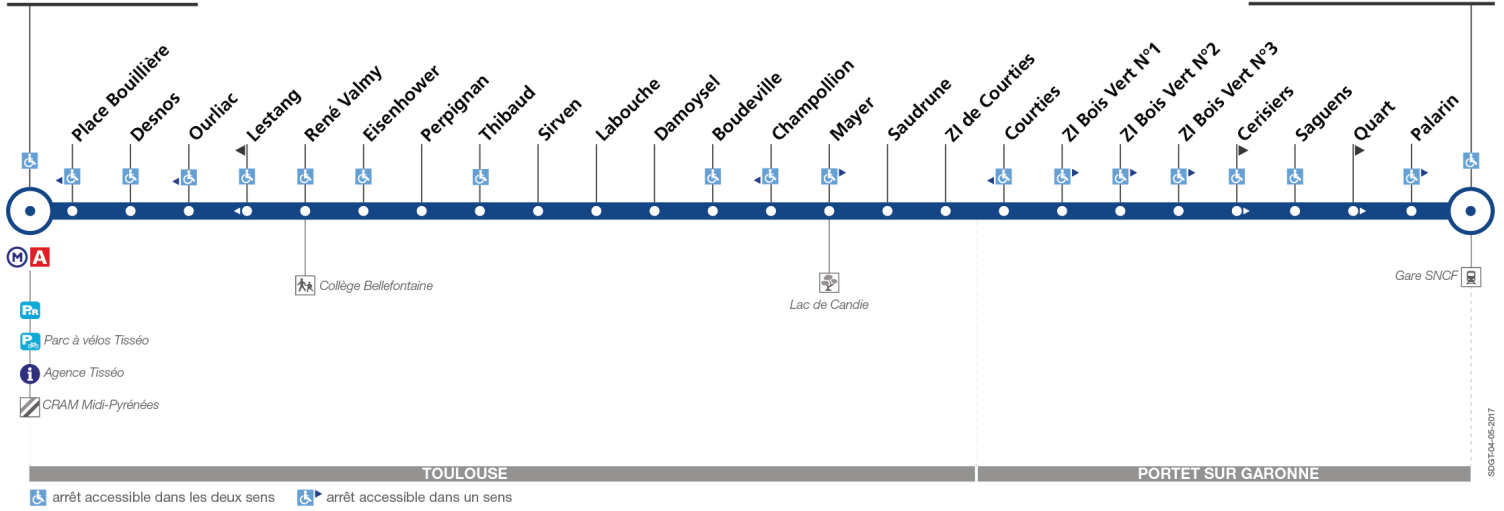 Place Bouillière
Desnos
Ourliac
Lestang
René Valmy
Eisenhower
Perpignan
Thibaud
Sirven
Labouche
Damoysel
Boudeville
Champollion
Mayer
Saudrune
ZI de Courties
Courties
ZI Bois Vert N°1
ZI Bois Vert N°2
ZI Bois Vert N°3
Cerisiers
Saguens
Quart
Palarin
M A
Collège Bellefontaine
Lac de Candie
Gare SNCF
P+R
P
Parc à vélos Tisséo
i
Agence Tisséo
CRAM Midi-Pyrénées
TOULOUSE
PORTET SUR GARONNE
arrêt accessible dans les deux sens
arrêt accessible dans un sens
SDGT-04-05-2017